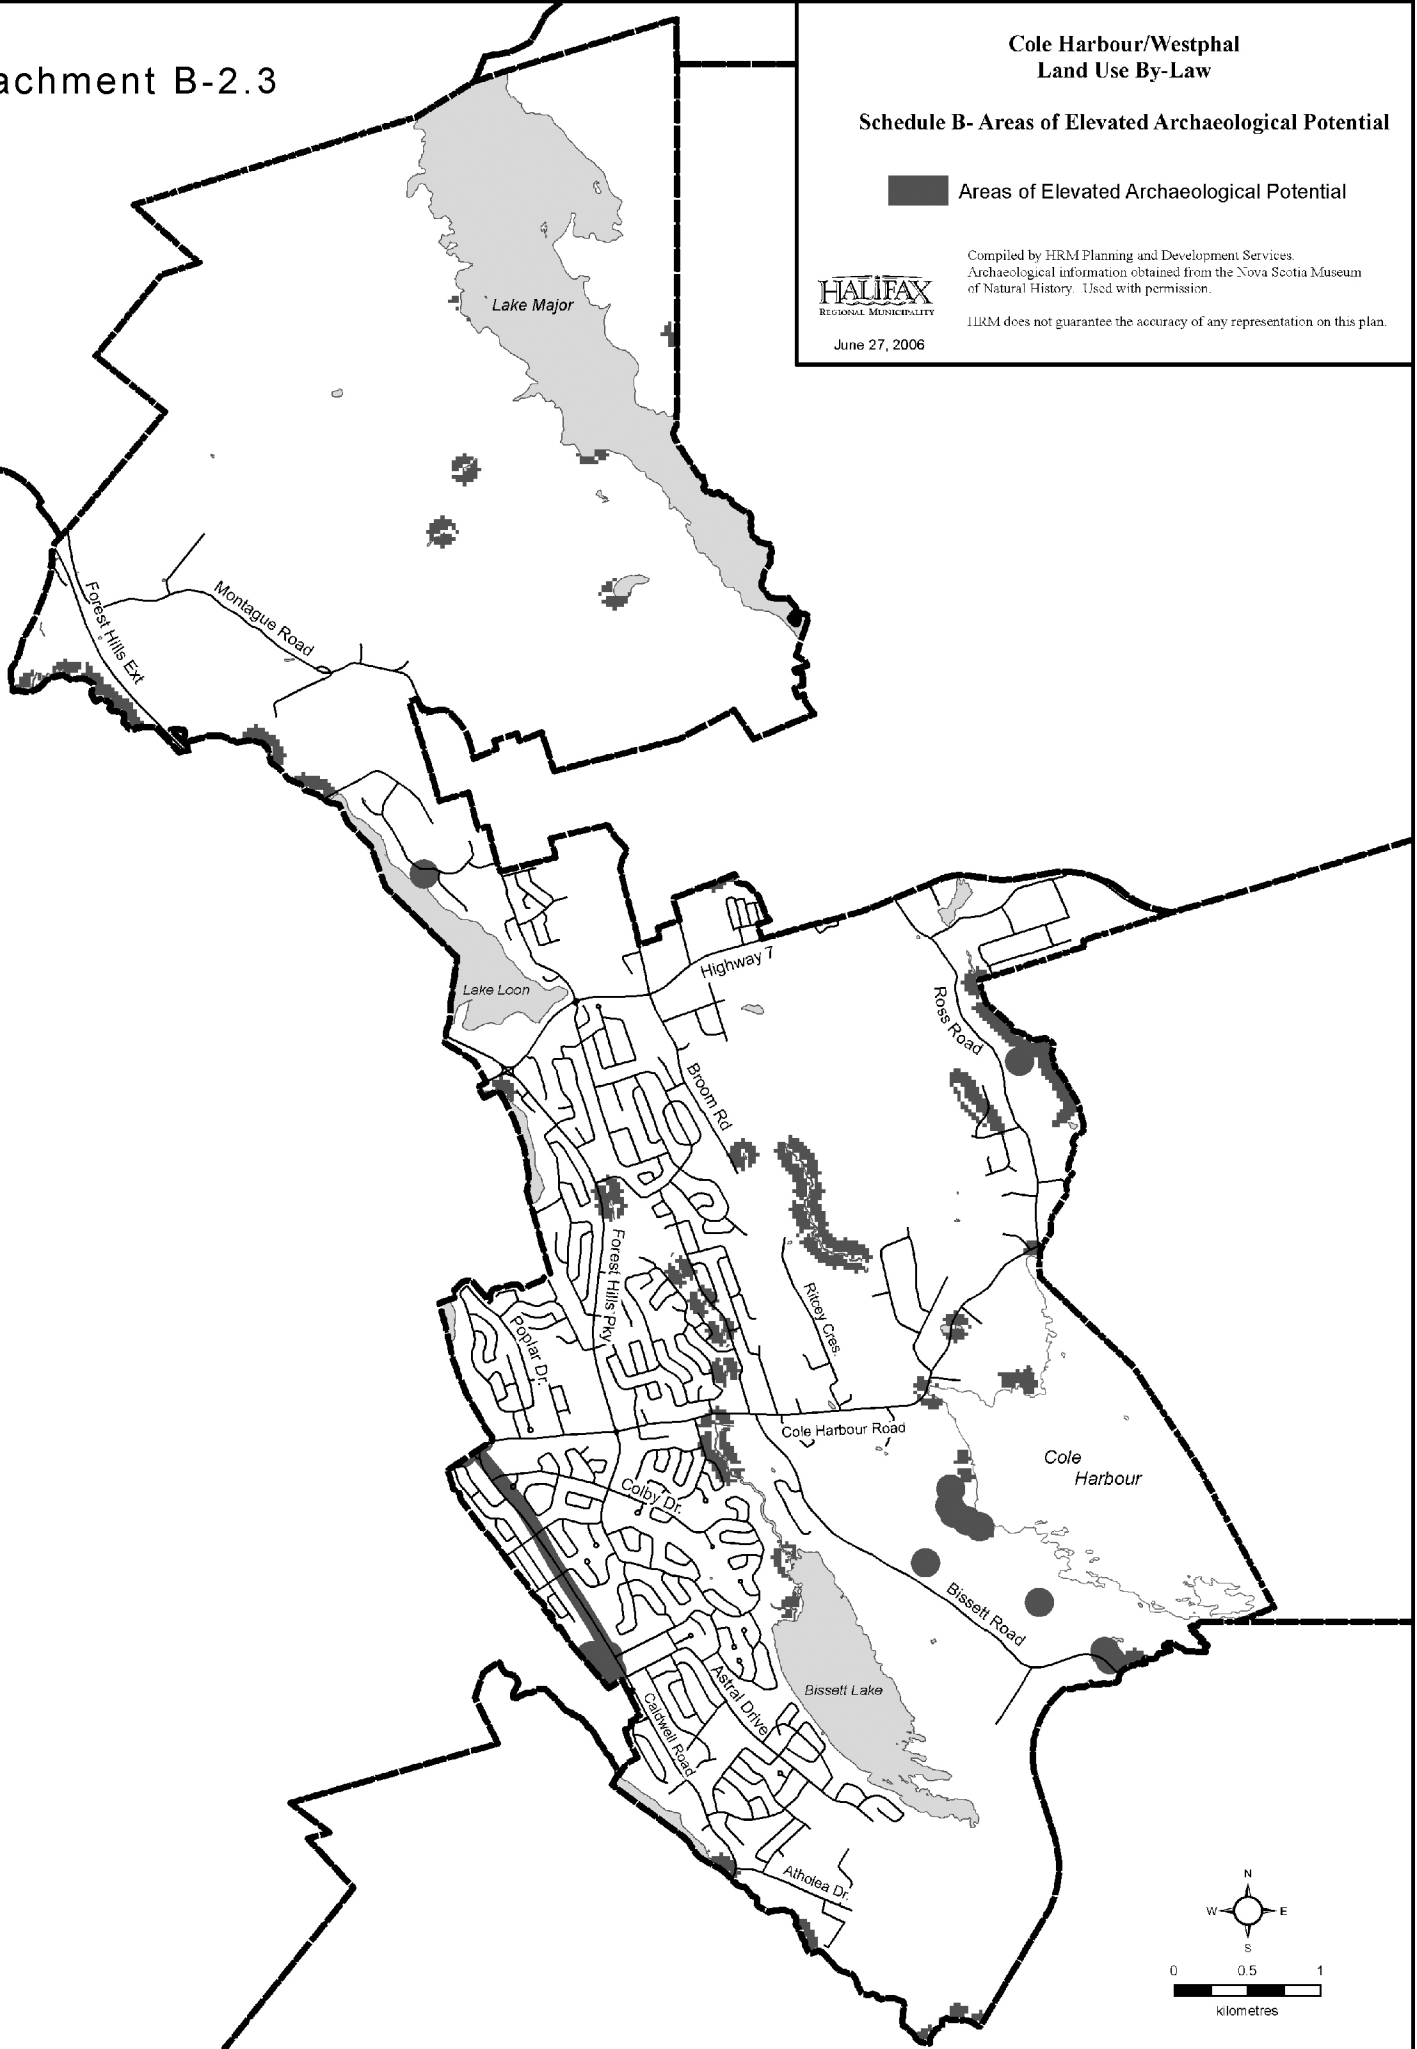 achment B-2.3
Cole Harbour/Westphal
Land Use By-Law
Schedule B- Areas of Elevated Archaeological Potential
Areas of Elevated Archaeological Potential
Compiled by HRM Planning and Development Services.
Archaeological information obtained from the Nova Scotia Museum
of Natural History. Used with permission.
HRM does not guarantee the accuracy of any representation on this plan.
HALIFAX
REGIONAL MUNICIPALITY
June 27, 2006
Lake Major
Forest Hills Ext
Montague Road
Lake Loon
Highway 7
Ross Road
Broom Rd
Forest Hills Pky
Poplar Dr.
Ritcey Cres.
Cole Harbour Road
Cole
Harbour
Colby Dr.
Bissett Road
Bissett Lake
Astral Drive
Caldwell Road
Atholea Dr.
N
W
E
S
0 0.5 1
kilometres